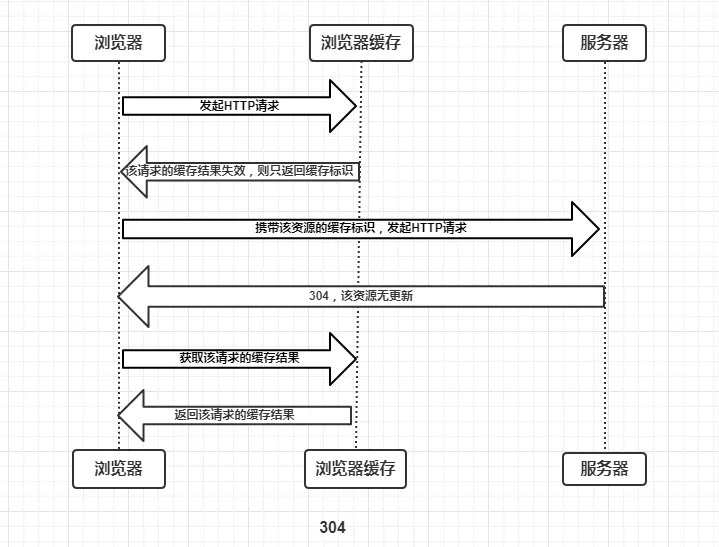 浏览器
浏览器缓存
服务器
发起HTTP请求
该请求的缓存结果失效，则只返回缓存标识
携带该资源的缓存标识，发起HTTP请求
304，该资源无更新
获取该请求的缓存结果
返回该请求的缓存结果
浏览器
浏览器缓存
服务器
304